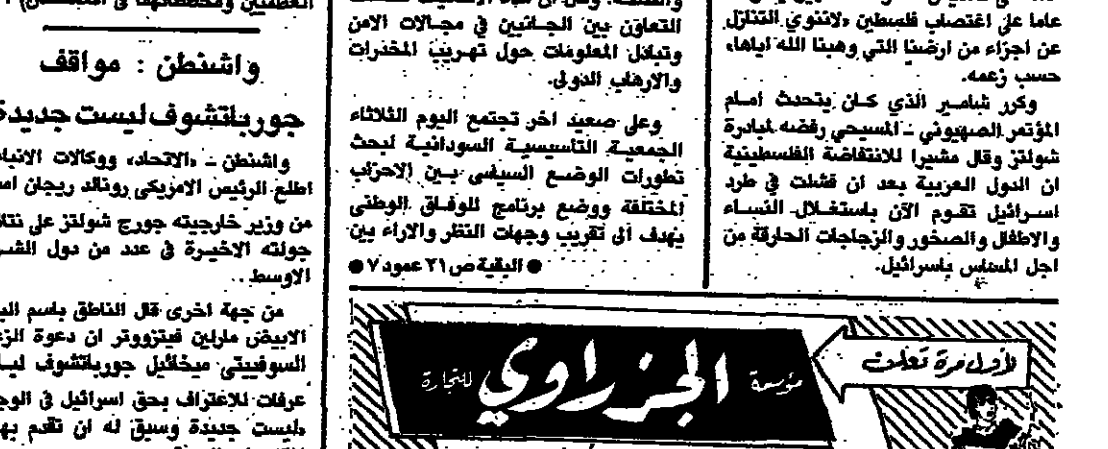 عاما على اغتصاب فلسطين «لاننوي التنازل
عن اجزاء من ارضنا التي وهبنا الله اياها»
حسب زعمه.
وكرر شامير الذي كان يتحدث امام
المؤتمر الصهيوني - المسيحي رفضه لمبادرة
شولتز وقال مشيرا للانتفاضة الفلسطينية
ان الدول العربية بعد ان فشلت في طرد
اسرائيل تقوم الآن باستغلال النساء
والاطفال والصخور والزجاجات الحارقة من
اجل المساس باسرائيل.
التعاون بين الجانبين في مجالات الامن
وتبادل المعلومات حول تهريب المخدرات
والارهاب الدولي.
وعلى صعيد اخر تجتمع اليوم الثلاثاء
الجمعية التأسيسية السودانية لبحث
تطورات الوضع السياسي بين الاحزاب
المختلفة ووضع برنامج للوفاق الوطني
يهدف الى تقريب وجهات النظر والاراء بين
● البقية ص ٢١ عمود ٧ ●
لأول مرة
مؤسسة الجزراوي للتجارة
واشنطن : مواقف
جورباتشوف ليست جديدة
واشنطن - «الاتحاد» ووكالات
اطلع الرئيس الامريكي رونالد ريجان
من وزير خارجيته جورج شولتز على
جولته الاخيرة في عدد من دول
الاوسط.
من جهة اخرى قال الناطق باسم
الابيض مارلين فيتزووتر ان دعوة
السوفييتي ميخائيل جورباتشوف
عرفات للاعتراف بحق اسرائيل في
«ليست جديدة وسبق له ان تقدم